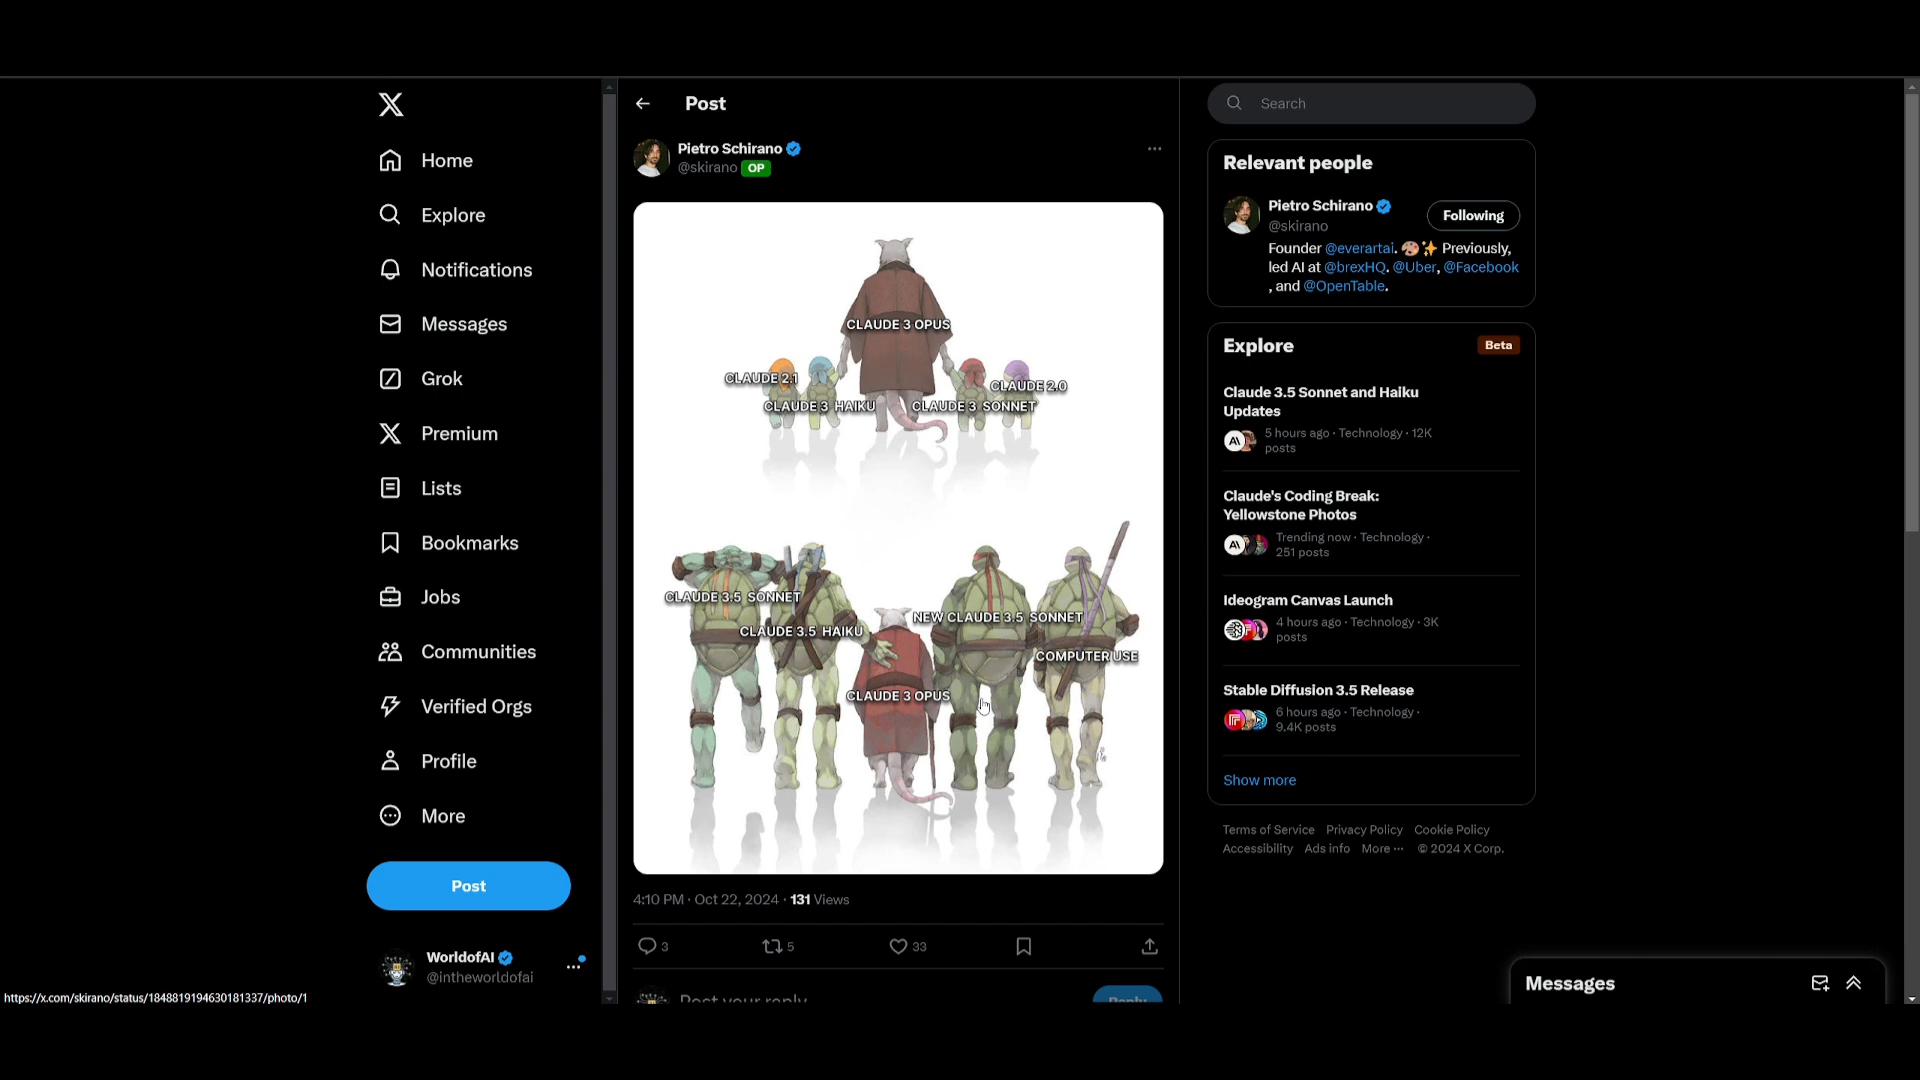 Home
Explore
Notifications
Messages
Grok
Premium
Lists
Bookmarks
Jobs
Communities
Verified Orgs
Profile
More
Post
WorldofAI
@intheworldofai
https://x.com/skirano/status/1848819194630181337/photo/1
Post
Pietro Schirano
@skirano OP
CLAUDE 3 OPUS
CLAUDE 2.1
CLAUDE 2.0
CLAUDE 3 HAIKU
CLAUDE 3 SONNET
CLAUDE 3.5 SONNET
NEW CLAUDE 3.5 SONNET
CLAUDE 3.5 HAIKU
COMPUTER USE
CLAUDE 3 OPUS
4:10 PM · Oct 22, 2024 · 131 Views
3
5
33
Post your reply
Reply
Search
Relevant people
Pietro Schirano
@skirano
Following
Founder @everartai. 🎨✨ Previously,
led AI at @brexHQ. @Uber, @Facebook
, and @OpenTable.
Explore
Beta
Claude 3.5 Sonnet and Haiku
Updates
5 hours ago · Technology · 12K
posts
Claude's Coding Break:
Yellowstone Photos
Trending now · Technology ·
251 posts
Ideogram Canvas Launch
4 hours ago · Technology · 3K
posts
Stable Diffusion 3.5 Release
6 hours ago · Technology ·
9.4K posts
Show more
Terms of Service Privacy Policy Cookie Policy
Accessibility Ads info More ··· © 2024 X Corp.
Messages